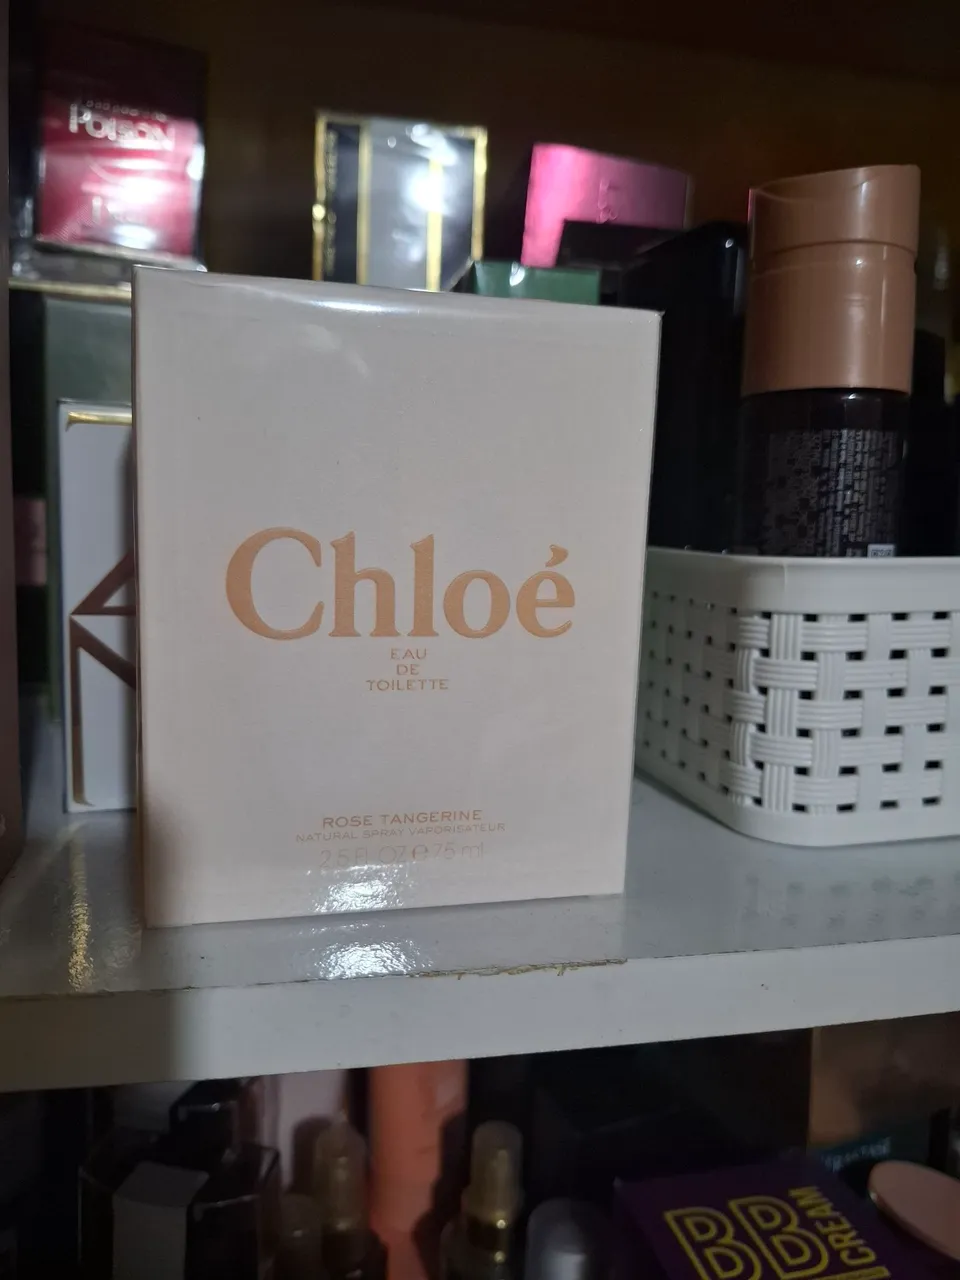 POISON
Chloé
EAU
DE
TOILETTE
ROSE TANGERINE
NATURAL SPRAY VAPORISATEUR
2.5 FL. OZ ℮ 75 ml
BB
CREAM